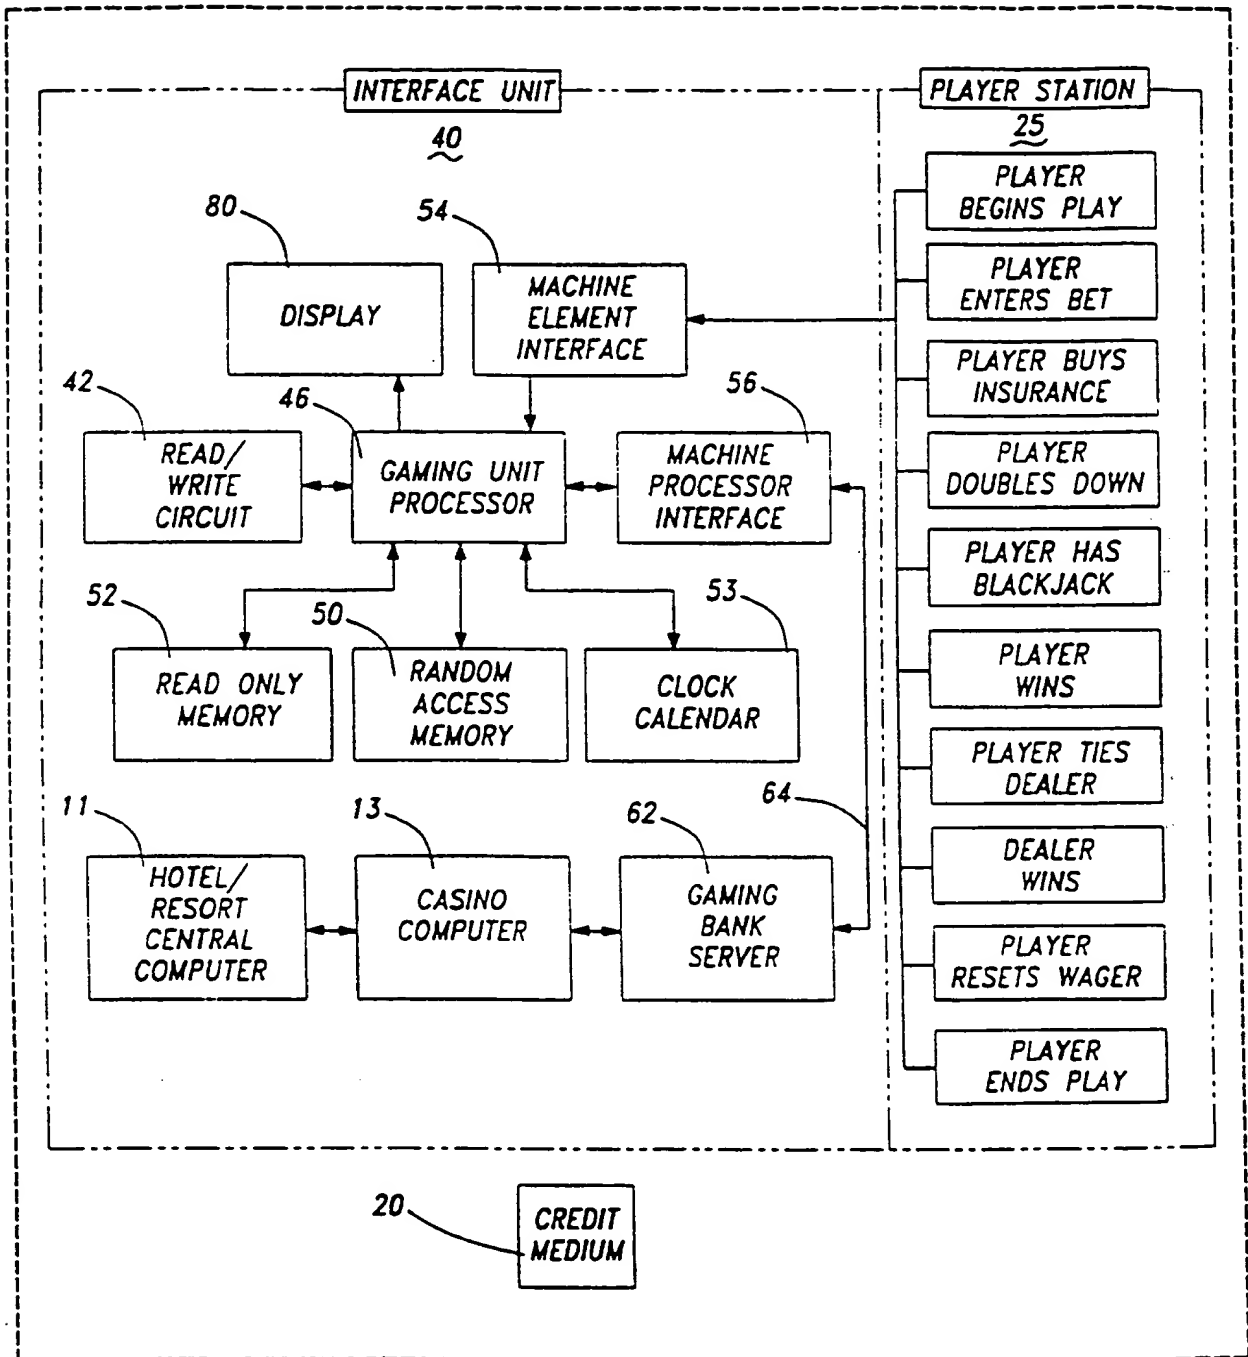 INTERFACE UNIT
40
PLAYER STATION
25
80
DISPLAY
54
MACHINE
ELEMENT
INTERFACE
42
READ/
WRITE
CIRCUIT
46
GAMING UNIT
PROCESSOR
56
MACHINE
PROCESSOR
INTERFACE
52
READ ONLY
MEMORY
50
RANDOM
ACCESS
MEMORY
53
CLOCK
CALENDAR
11
HOTEL/
RESORT
CENTRAL
COMPUTER
13
CASINO
COMPUTER
62
GAMING
BANK
SERVER
64
PLAYER
BEGINS PLAY
PLAYER
ENTERS BET
PLAYER BUYS
INSURANCE
PLAYER
DOUBLES DOWN
PLAYER HAS
BLACKJACK
PLAYER
WINS
PLAYER TIES
DEALER
DEALER
WINS
PLAYER
RESETS WAGER
PLAYER
ENDS PLAY
20
CREDIT
MEDIUM